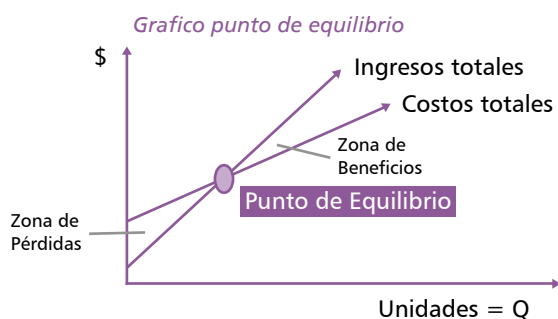 Grafico punto de equilibrio
$
Ingresos totales
Costos totales
Zona de
Beneficios
Punto de Equilibrio
Zona de
Pérdidas
Unidades = Q